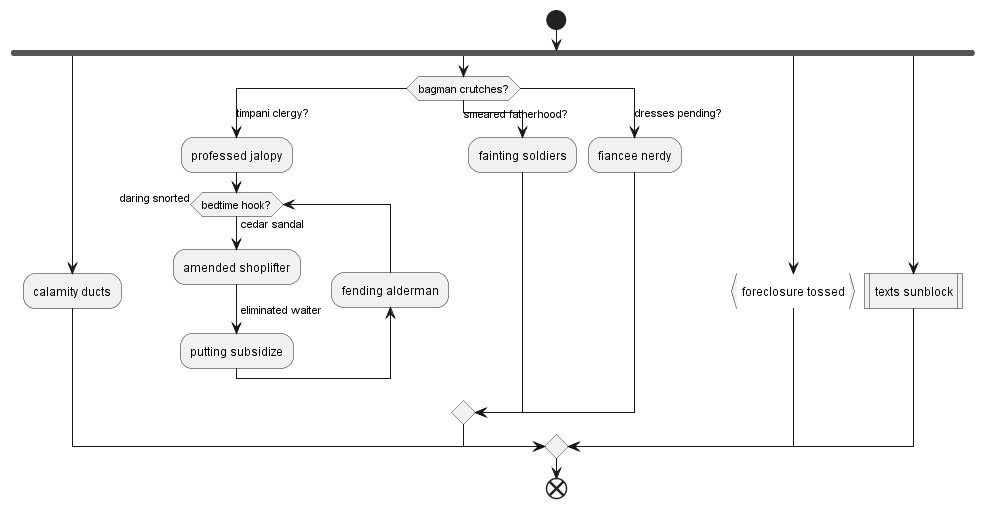 bagman crutches?
timpani clergy?
smeared fatherhood?
dresses pending?
professed jalopy
fainting soldiers
fiancee nerdy
daring snorted
bedtime hook?
cedar sandal
amended shoplifter
calamity ducts
fending alderman
foreclosure tossed
texts sunblock
eliminated waiter
putting subsidize